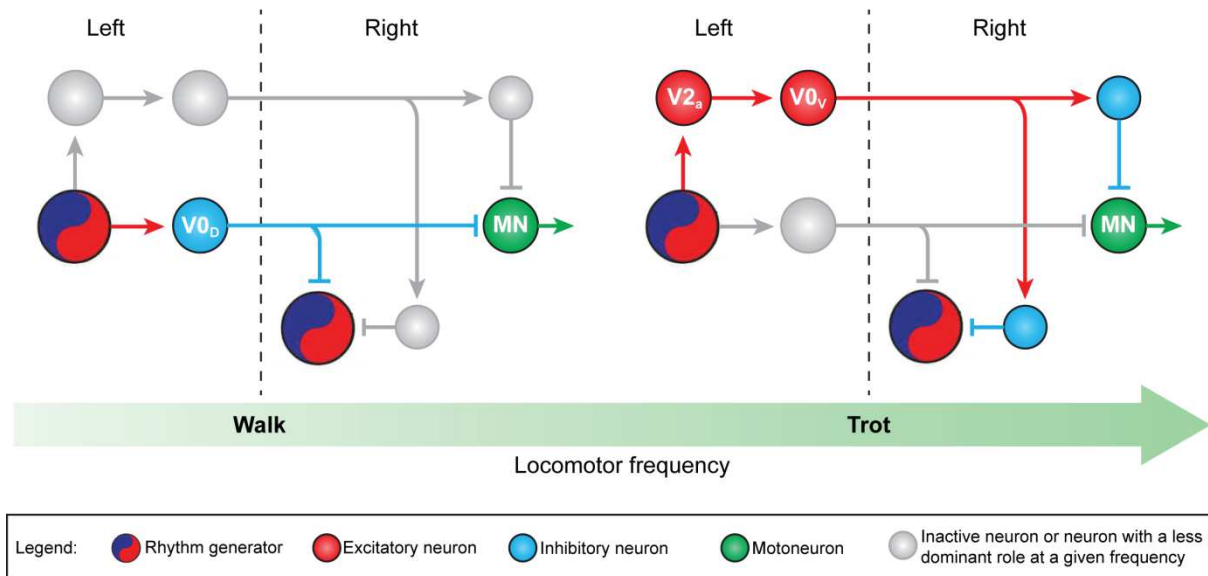 Left
Right
Left
Right
V2a
V0V
V0D
MN
MN
Walk
Trot
Locomotor frequency
Legend:
Rhythm generator
Excitatory neuron
Inhibitory neuron
Motoneuron
Inactive neuron or neuron with a less
dominant role at a given frequency